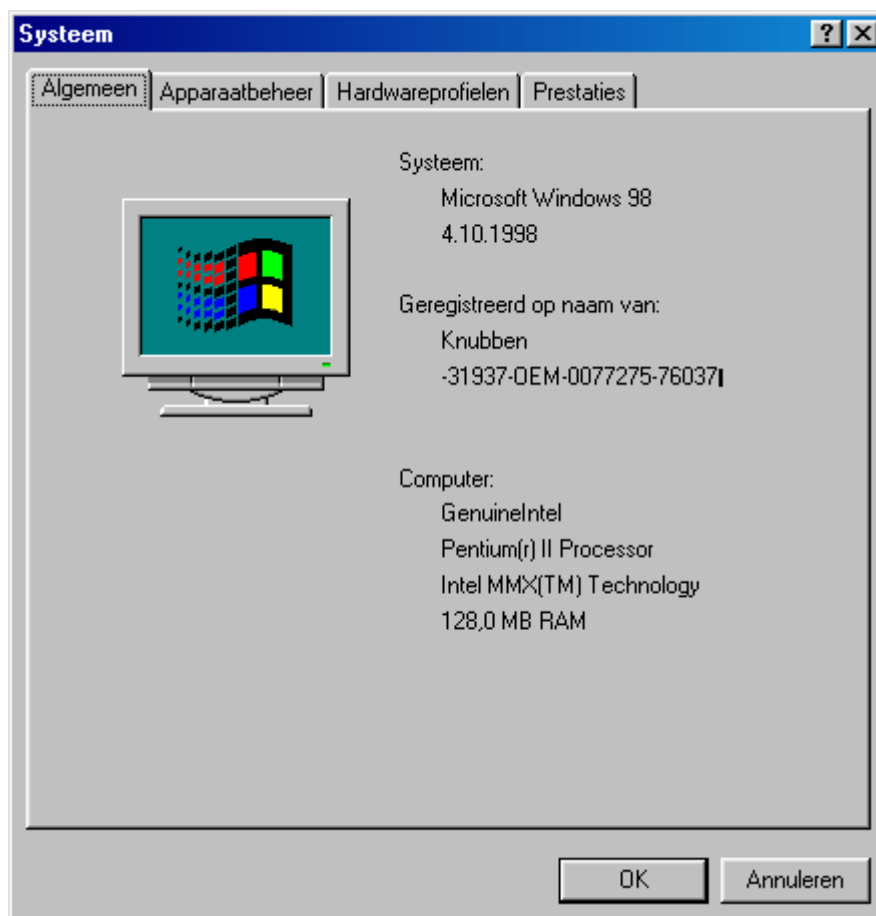 Systeem
Algemeen Apparaatbeheer Hardwareprofielen Prestaties
Systeem:
Microsoft Windows 98
4.10.1998
Geregistreerd op naam van:
Knubben
-31937-OEM-0077275-76037
Computer:
GenuineIntel
Pentium(r) II Processor
Intel MMX(TM) Technology
128,0 MB RAM
OK Annuleren